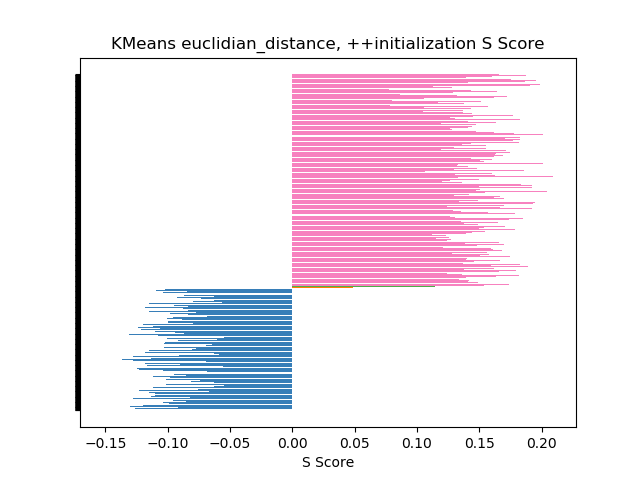 KMeans euclidian_distance, ++initialization S Score
−0.15 −0.10 −0.05 0.00 0.05 0.10 0.15 0.20
S Score